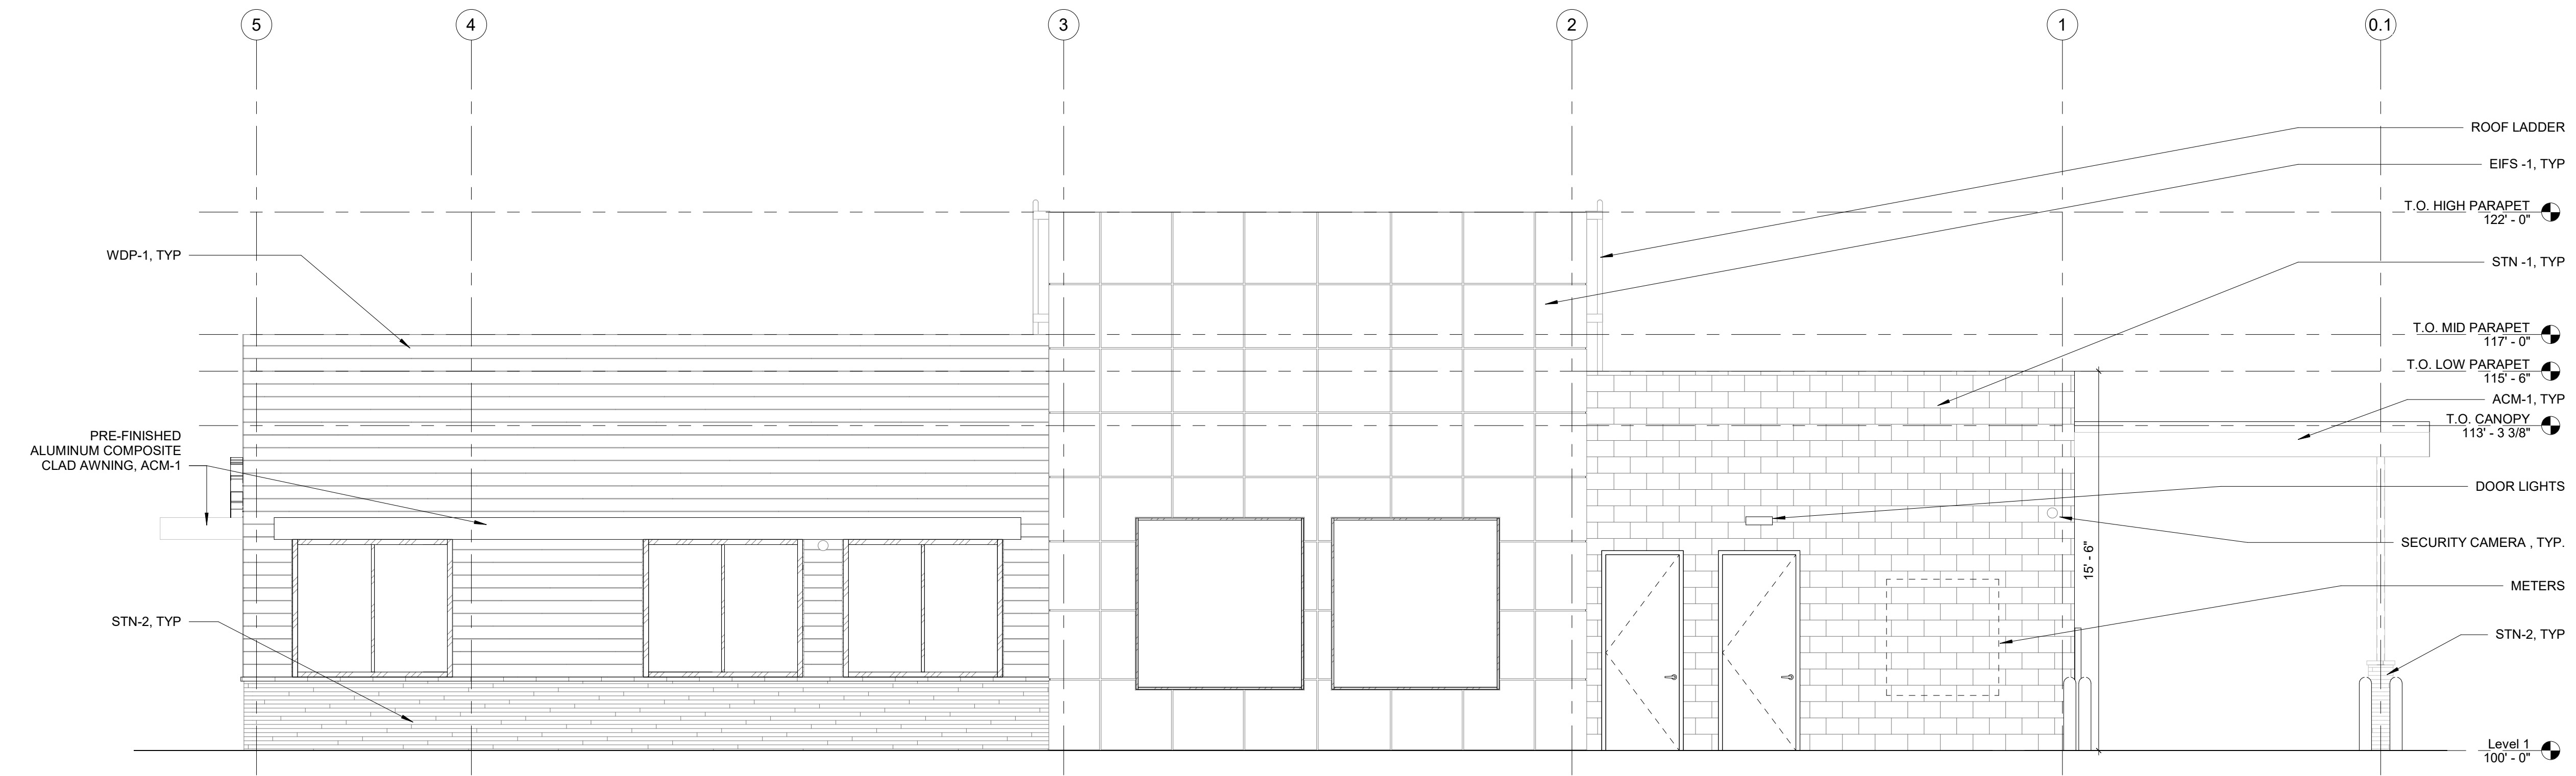 5
4
3
2
1
0.1
ROOF LADDER
EIFS -1, TYP
T.O. HIGH PARAPET
122' - 0"
WDP-1, TYP
STN -1, TYP
T.O. MID PARAPET
117' - 0"
T.O. LOW PARAPET
115' - 6"
ACM-1, TYP
T.O. CANOPY
113' - 3 3/8"
PRE-FINISHED
ALUMINUM COMPOSITE
CLAD AWNING, ACM-1
DOOR LIGHTS
SECURITY CAMERA , TYP.
15' - 6"
METERS
STN-2, TYP
STN-2, TYP
Level 1
100' - 0"